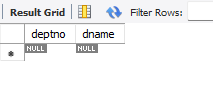 Result Grid Filter Rows:
deptno dname
* NULL NULL